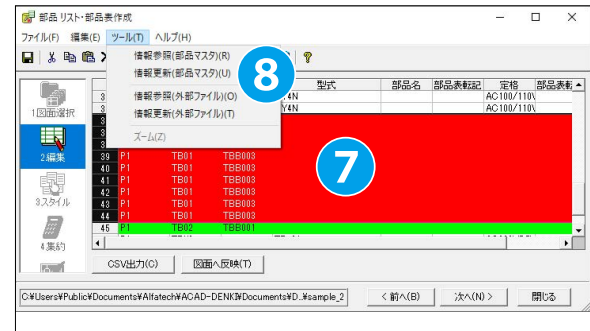 部品 リスト・部品表作成
ファイル(F) 編集(E) ツール(T) ヘルプ(H)
情報参照(部品マスタ)(R)
情報更新(部品マスタ)(U)
情報参照(外部ファイル)(O)
情報更新(外部ファイル)(T)
ズーム(Z)
8
型式 部品名 部品表転記 定格 部品表転
Y4N AC100/110V
Y4N AC100/110V
1図面選択
2.編集
3.スタイル
4.集約
39 P1 TB01 TBB003
40 P1 TB01 TBB003
41 P1 TB01 TBB003
42 P1 TB01 TBB003
43 P1 TB01 TBB003
44 P1 TB01 TBB003
45 P1 TB02 TBB001
7
CSV出力(C) 図面へ反映(T)
C:¥Users¥Public¥Documents¥Alfatech¥ACAD-DENKI¥Documents¥D..¥sample_2
< 前へ(B) 次へ(N) > 閉じる